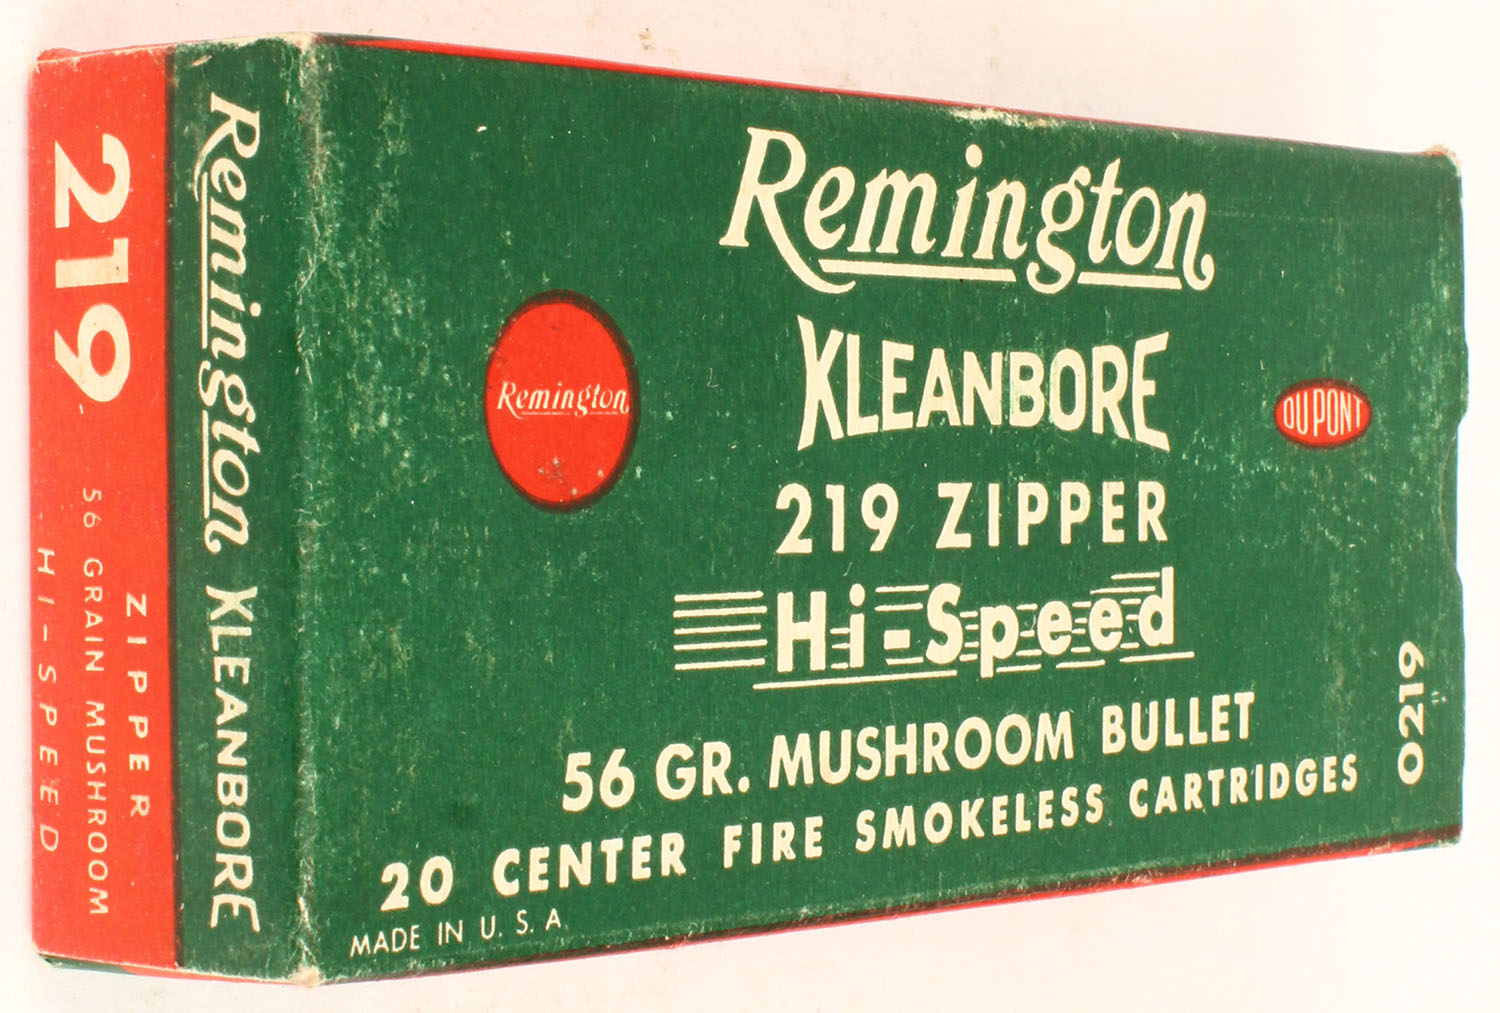 Remington
KLEANBORE
219 ZIPPER
Hi-Speed
56 GR. MUSHROOM BULLET
20 CENTER FIRE SMOKELESS CARTRIDGES
MADE IN U. S. A
Remington
DU PONT
0219
Remington KLEANBORE
219
ZIPPER
56 GRAIN MUSHROOM
HI-SPEED